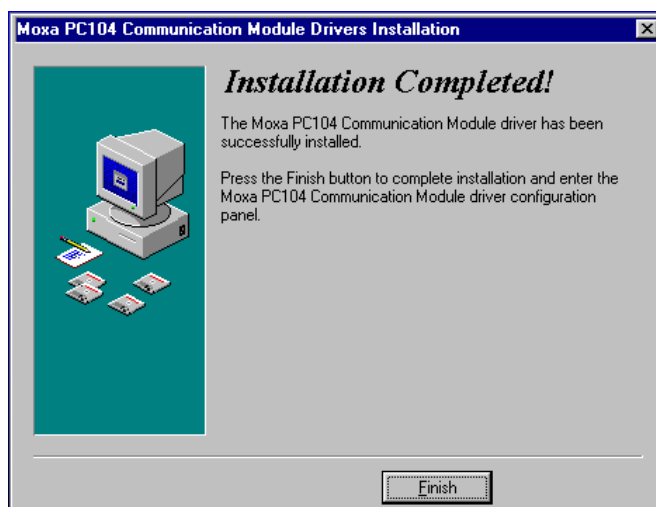 Moxa PC104 Communication Module Drivers Installation
Installation Completed!
The Moxa PC104 Communication Module driver has been
successfully installed.
Press the Finish button to complete installation and enter the
Moxa PC104 Communication Module driver configuration
panel.
Finish